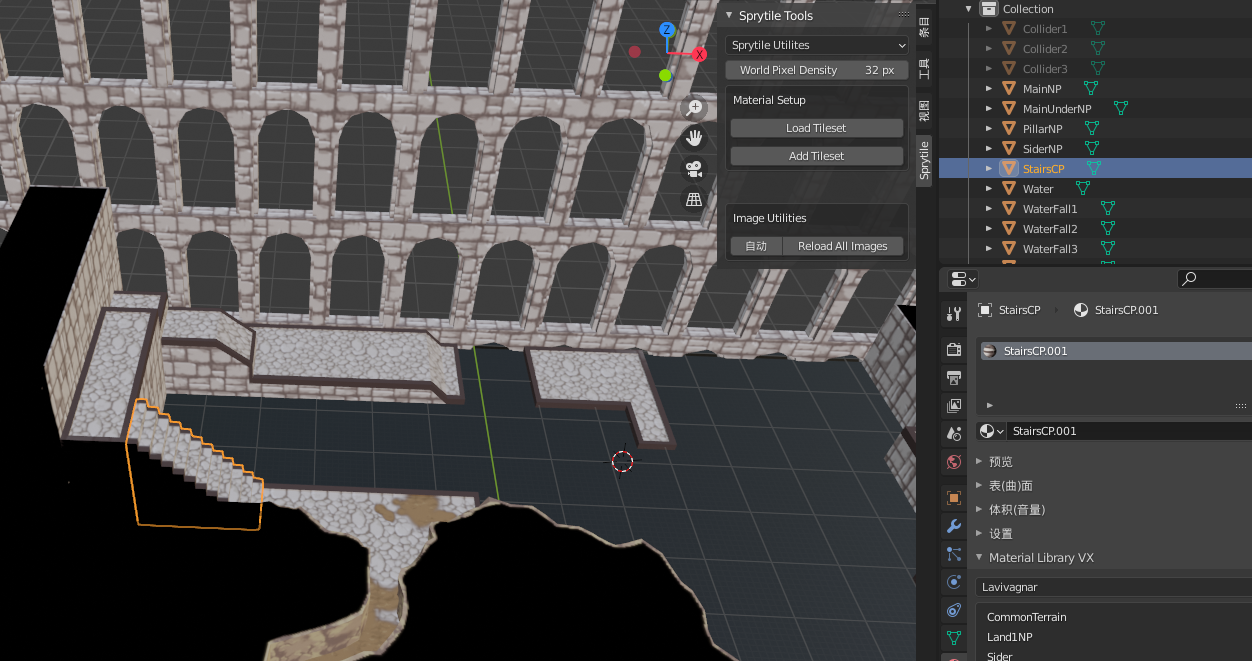 Sprytile Tools
Sprytile Utilites
World Pixel Density 32 px
Material Setup
Load Tileset
Add Tileset
Image Utilities
自动 Reload All Images
Z
X
条目
工具
视图
Sprytile
Collection
Collider1
Collider2
Collider3
MainNP
MainUnderNP
PillarNP
SiderNP
StairsCP
Water
WaterFall1
WaterFall2
WaterFall3
StairsCP StairsCP.001
StairsCP.001
StairsCP.001
预览
表(曲)面
体积(音量)
设置
Material Library VX
Lavivagnar
CommonTerrain
Land1NP
Sider